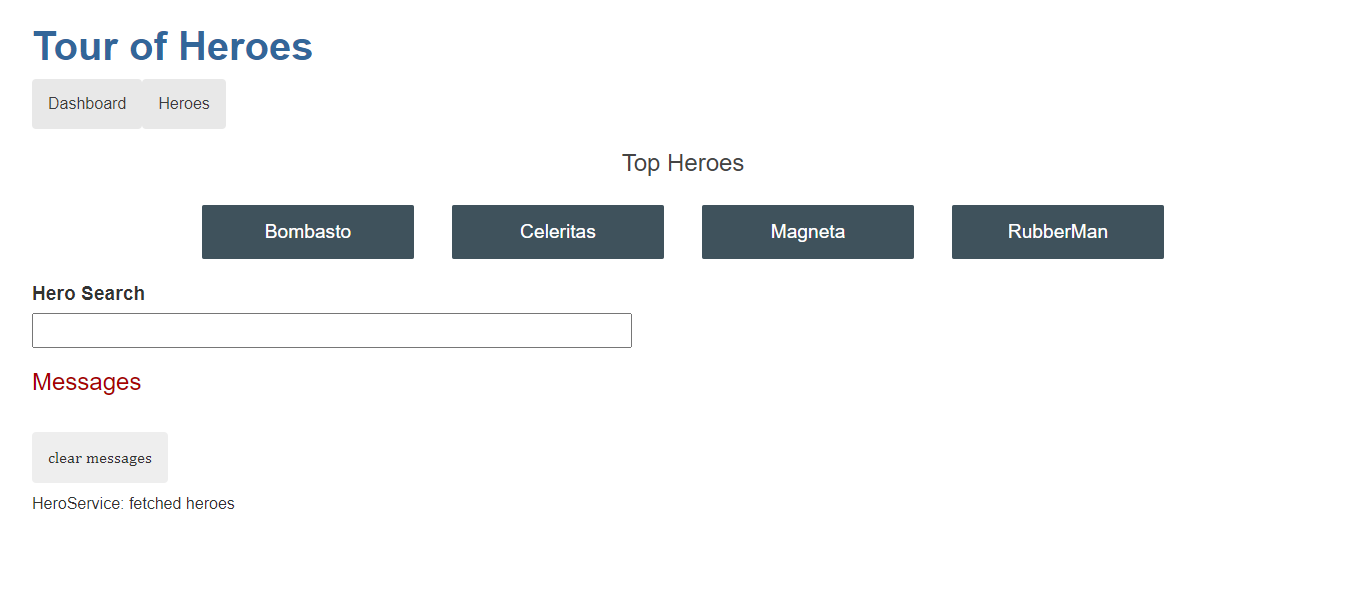 Tour of Heroes
Dashboard Heroes
Top Heroes
Bombasto Celeritas Magneta RubberMan
Hero Search
Messages
clear messages
HeroService: fetched heroes